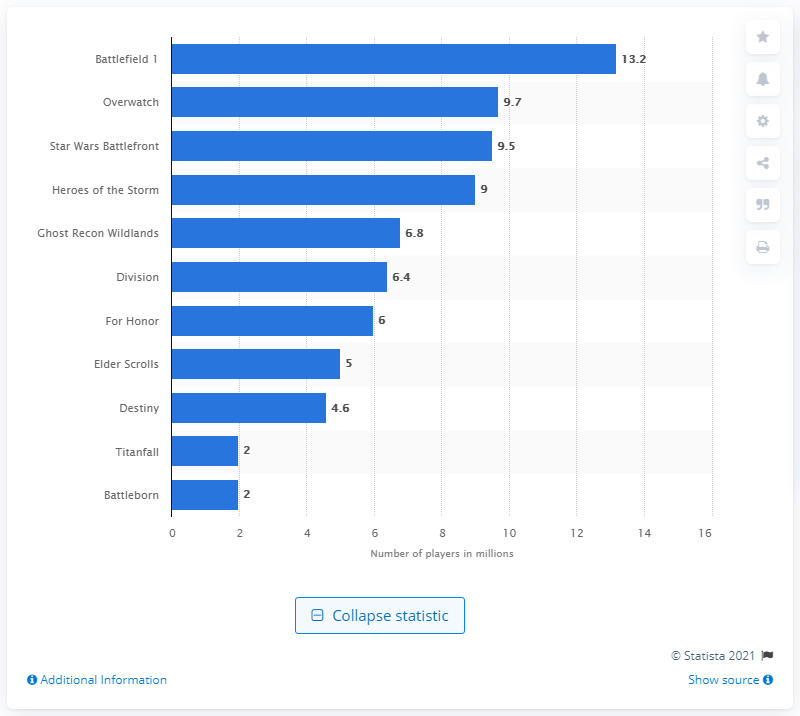 Battlefield 1 13.2
Overwatch 9.7
Star Wars Battlefront 9.5
Heroes of the Storm 9
Ghost Recon Wildlands 6.8
Division 6.4
For Honor 6
Elder Scrolls 5
Destiny 4.6
Titanfall 2
Battleborn 2
0 2 4 6 8 10 12 14 16
Number of players in millions
Collapse statistic
© Statista 2021
Additional Information Show source